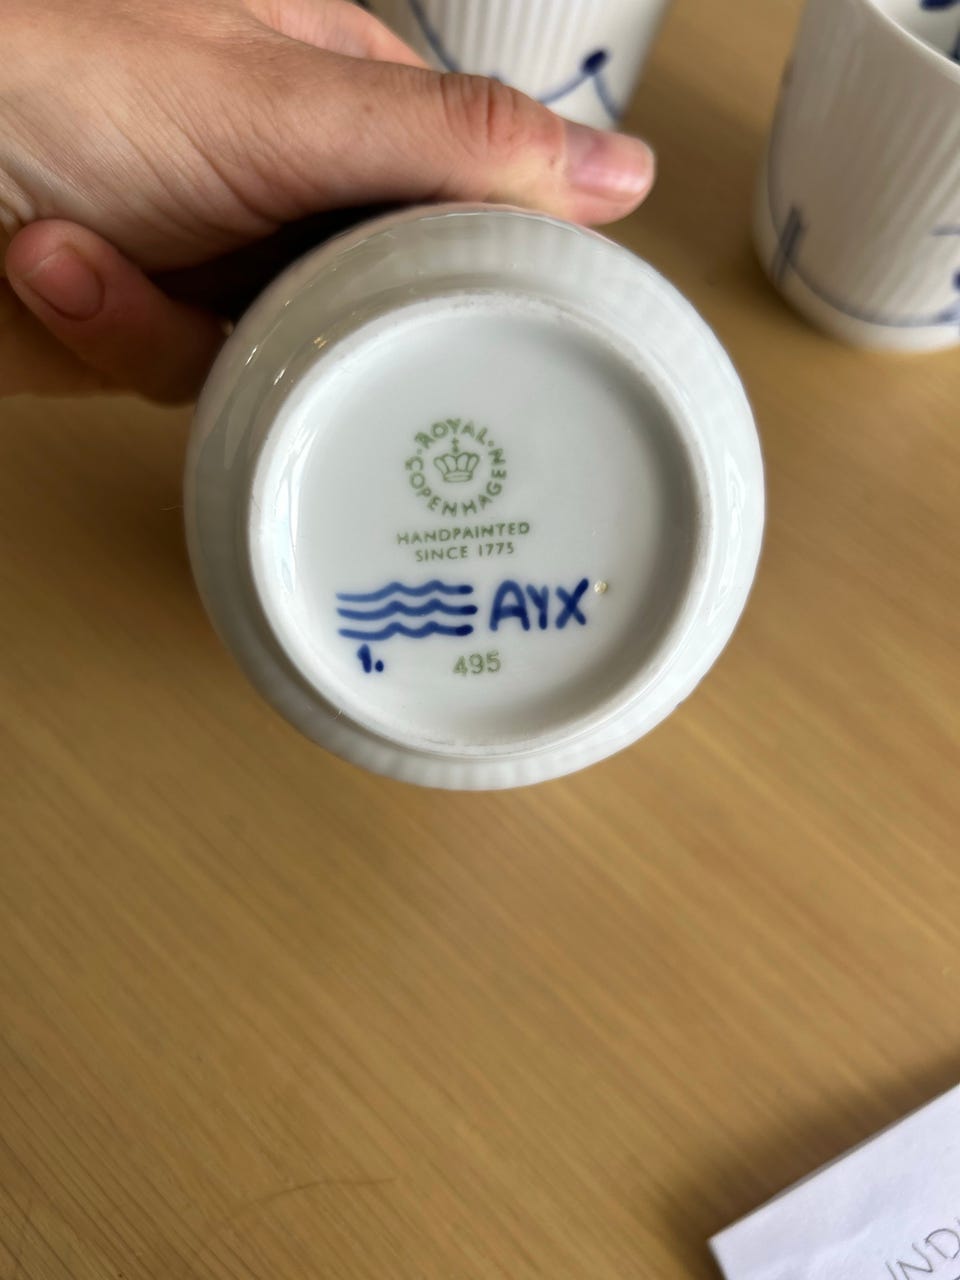 ROYAL COPENHAGEN
HANDPAINTED
SINCE 1775
AYX
1.
495